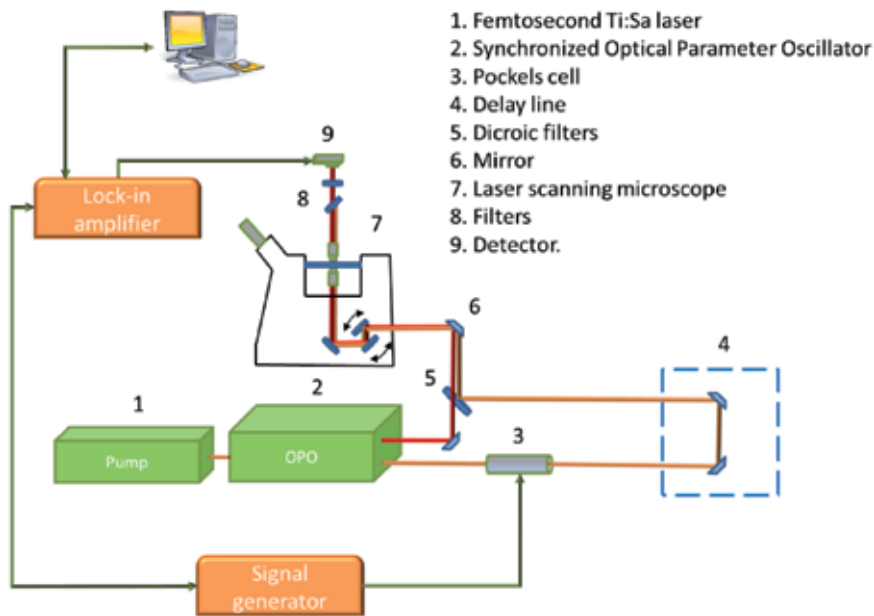 1. Femtosecond Ti:Sa laser
2. Synchronized Optical Parameter Oscillator
3. Pockels cell
4. Delay line
5. Dicroic filters
6. Mirror
7. Laser scanning microscope
8. Filters
9. Detector.
9
Lock-in
amplifier
8
7
6
4
5
1
2
3
Pump
OPO
Signal
generator